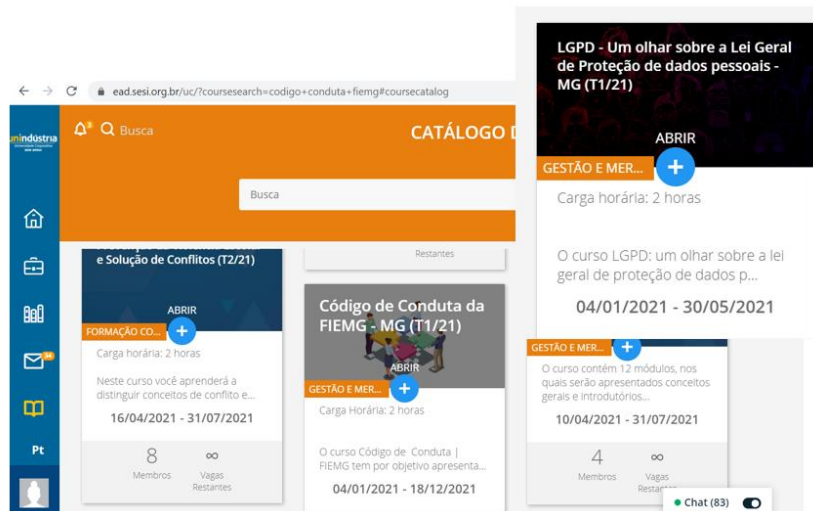 ead.sesi.org.br/uc/?coursesearch=codigo+conduta+fiemg#coursecatalog
unindústria
2
Busca
CATÁLOGO D
Busca
34
Pt
e Solução de Conflitos (T2/21)
ABRIR
FORMAÇÃO CO...
Carga horária: 2 horas
Neste curso você aprenderá a
distinguir conceitos de conflito e...
16/04/2021 - 31/07/2021
8
∞
Membros
Vagas
Restantes
Restantes
Código de Conduta da
FIEMG - MG (T1/21)
ABRIR
GESTÃO E MER...
Carga Horária: 2 horas
O curso Código de Conduta |
FIEMG tem por objetivo apresenta...
04/01/2021 - 18/12/2021
LGPD - Um olhar sobre a Lei Geral
de Proteção de dados pessoais -
MG (T1/21)
ABRIR
GESTÃO E MER...
Carga horária: 2 horas
O curso LGPD: um olhar sobre a lei
geral de proteção de dados p...
04/01/2021 - 30/05/2021
GESTÃO E MER...
O curso contém 12 módulos, nos
quais serão apresentados conceitos
gerais e introdutórios...
10/04/2021 - 31/07/2021
4
∞
Membros
Vagas
Chat (83)